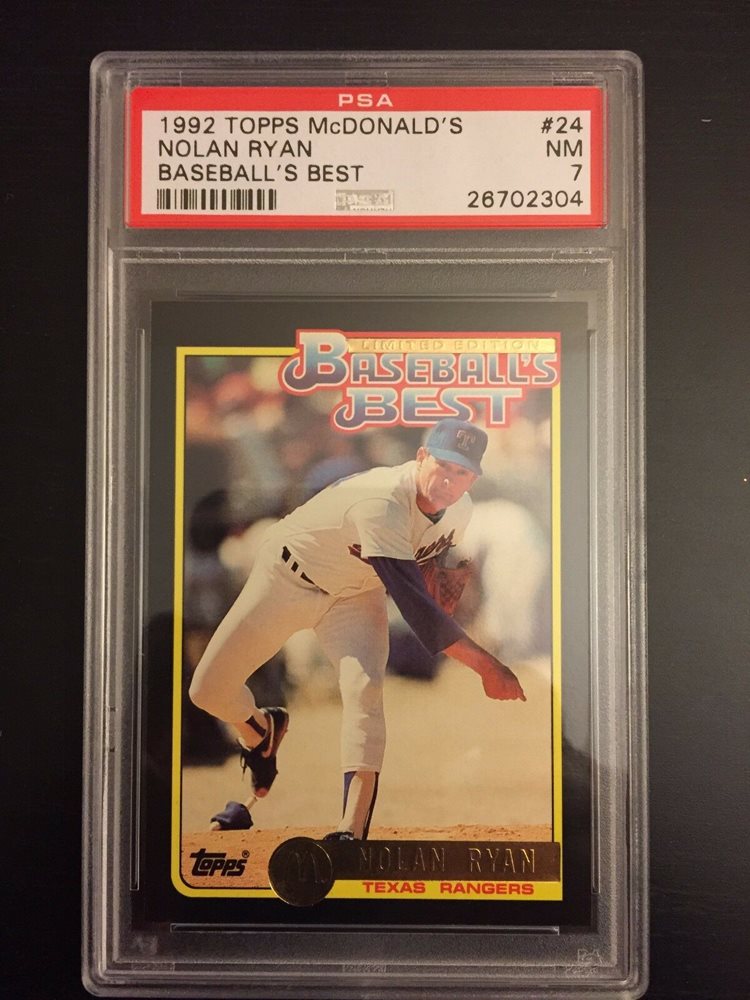 PSA
1992 TOPPS McDONALD'S #24
NOLAN RYAN NM
BASEBALL'S BEST 7
26702304
LIMITED EDITION
BASEBALL'S
BEST
T
TOPPS
NOLAN RYAN
TEXAS RANGERS